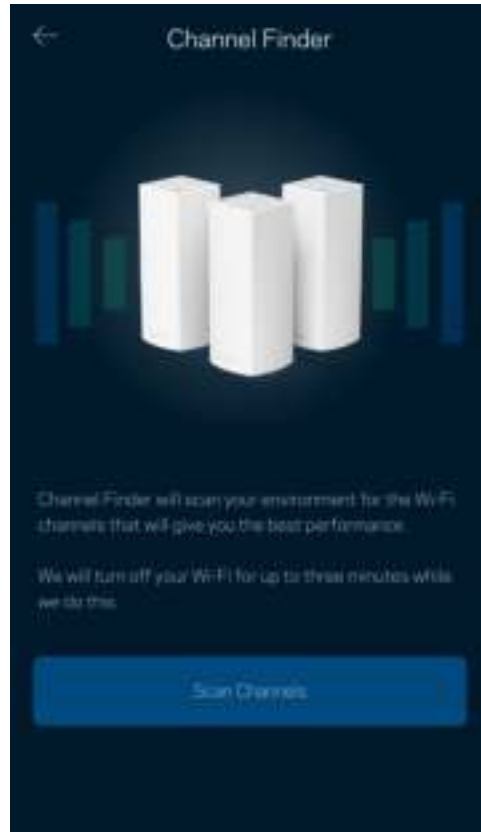 Channel Finder
Channel Finder will scan your environment for the Wi-Fi
channels that will give you the best performance.
We will turn off your Wi-Fi for up to three minutes while
we do this.
Scan Channels